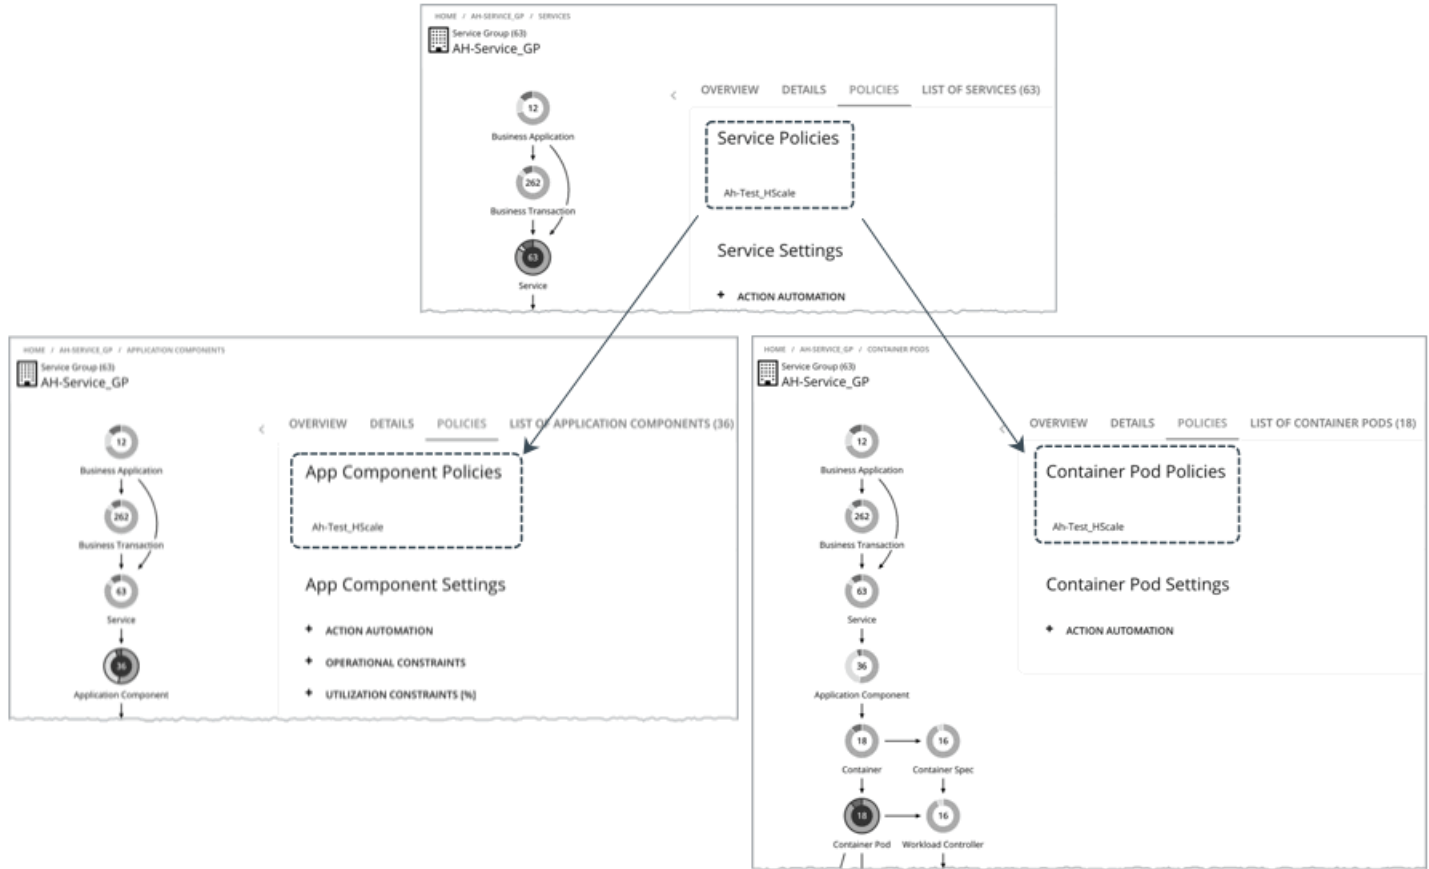 HOME / AH-SERVICE_GP / SERVICES
Service Group (63)
AH-Service_GP
OVERVIEW DETAILS POLICIES LIST OF SERVICES (63)
12
Business Application
262
Business Transaction
63
Service
Service Policies
Ah-Test_HScale
Service Settings
+ ACTION AUTOMATION
HOME / AH-SERVICE_GP / APPLICATION COMPONENTS
Service Group (63)
AH-Service_GP
OVERVIEW DETAILS POLICIES LIST OF APPLICATION COMPONENTS (36)
12
Business Application
262
Business Transaction
63
Service
36
Application Component
App Component Policies
Ah-Test_HScale
App Component Settings
+ ACTION AUTOMATION
+ OPERATIONAL CONSTRAINTS
+ UTILIZATION CONSTRAINTS [%]
HOME / AH-SERVICE_GP / CONTAINER PODS
Service Group (63)
AH-Service_GP
OVERVIEW DETAILS POLICIES LIST OF CONTAINER PODS (18)
12
Business Application
262
Business Transaction
63
Service
36
Application Component
18 16
Container Container Spec
18 16
Container Pod Workload Controller
Container Pod Policies
Ah-Test_HScale
Container Pod Settings
+ ACTION AUTOMATION